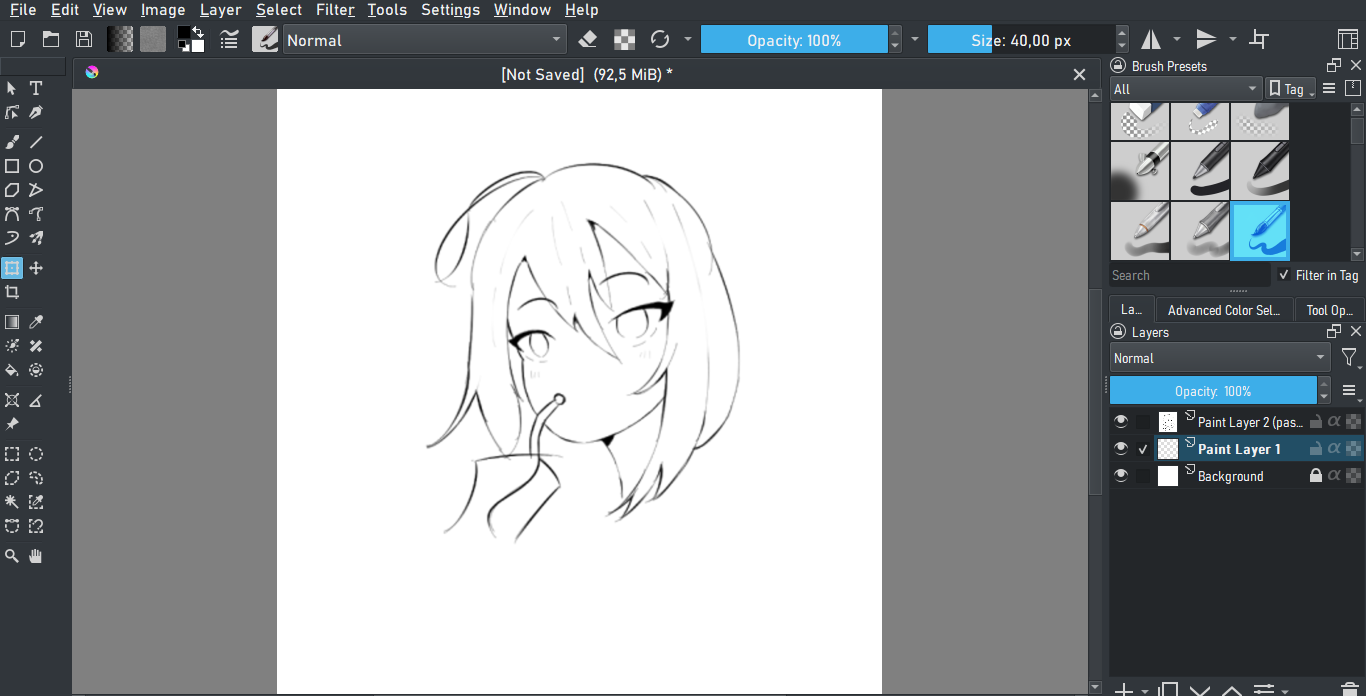 File Edit View Image Layer Select Filter Tools Settings Window Help
Normal
Opacity: 100%
Size: 40,00 px
[Not Saved] (92,5 MiB) *
Brush Presets
All
Tag
Search
Filter in Tag
La...
Advanced Color Sel...
Tool Op...
Layers
Normal
Opacity: 100%
Paint Layer 2 (pas...
Paint Layer 1
Background